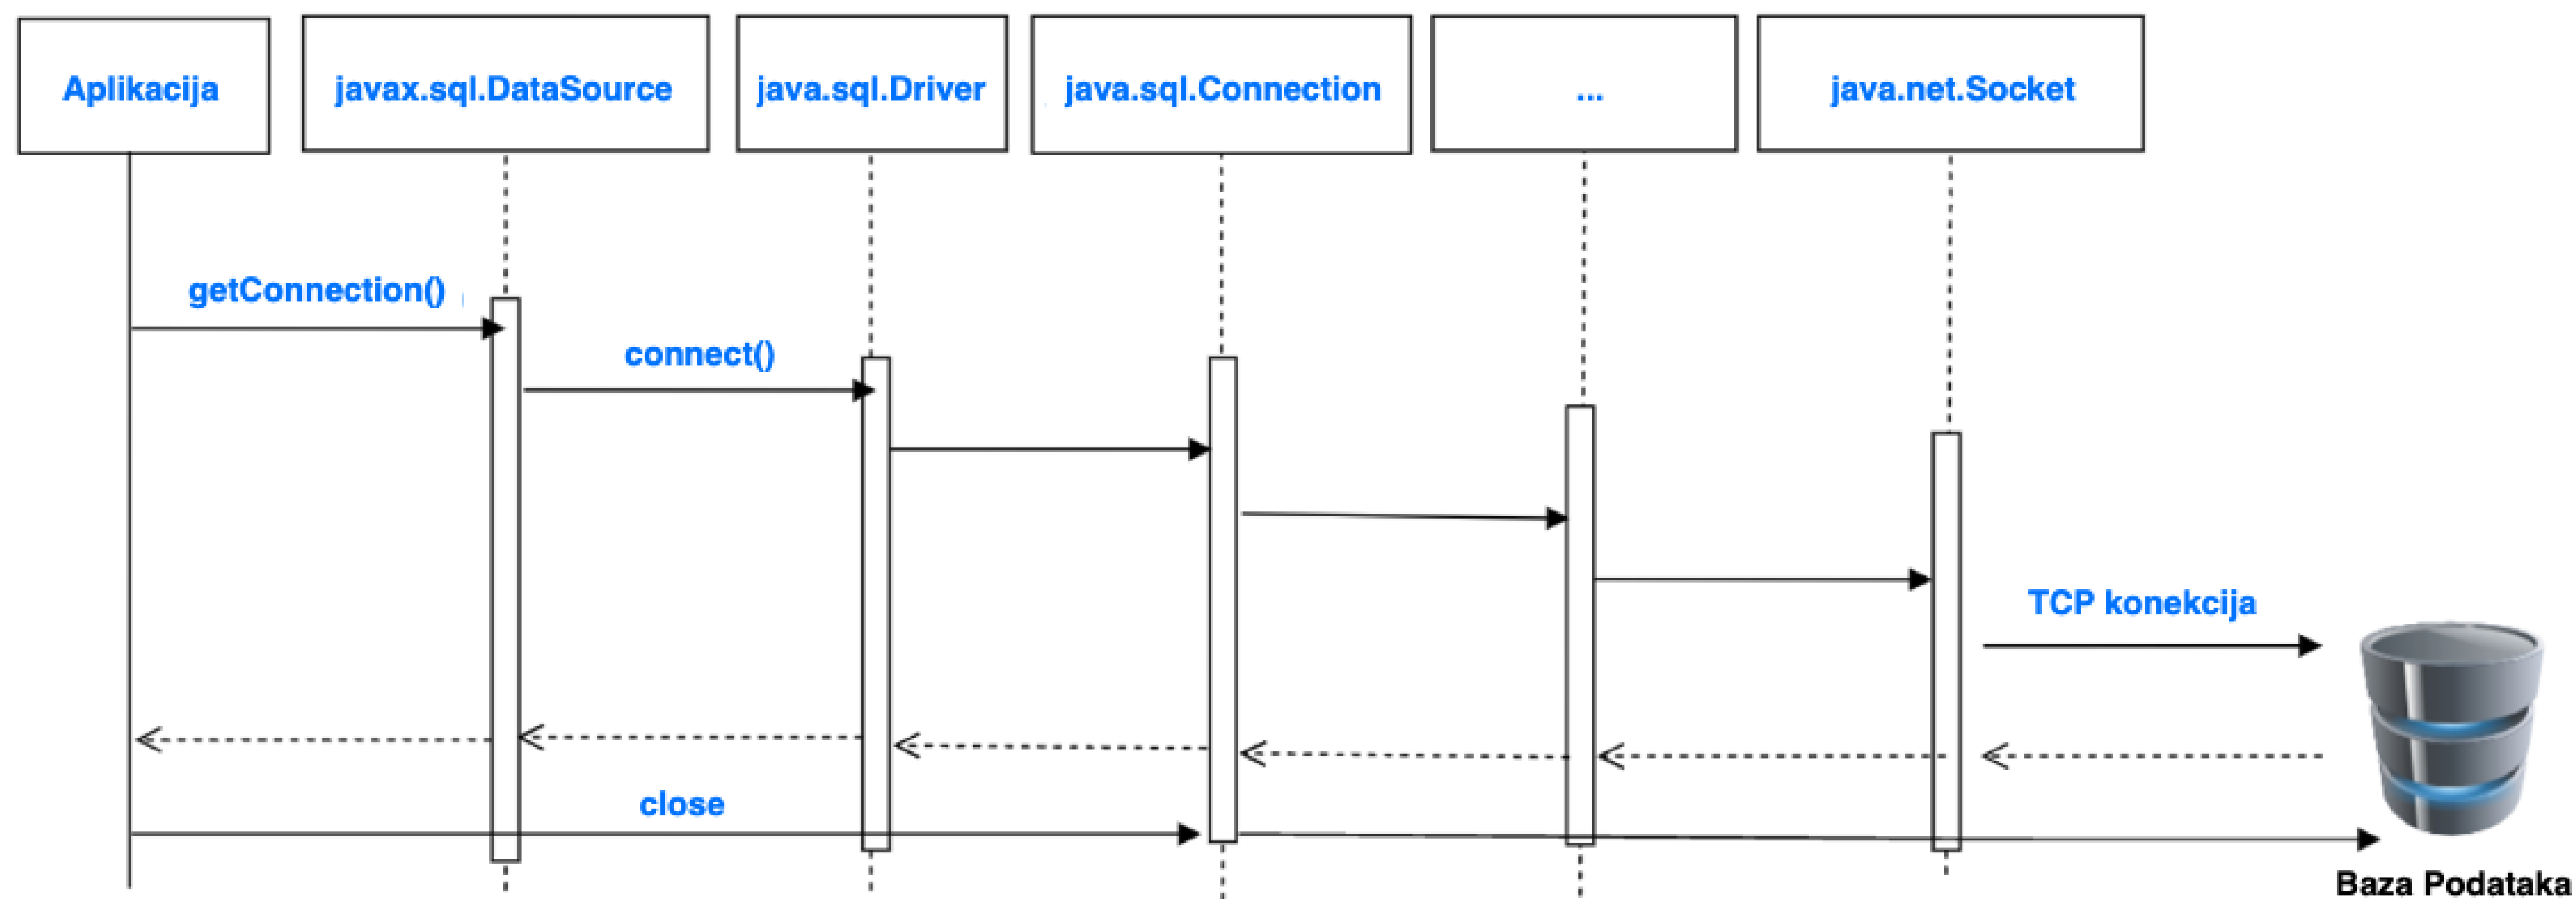 Aplikacija
javax.sql.DataSource
java.sql.Driver
java.sql.Connection
...
java.net.Socket
getConnection()
connect()
TCP konekcija
close
Baza Podataka